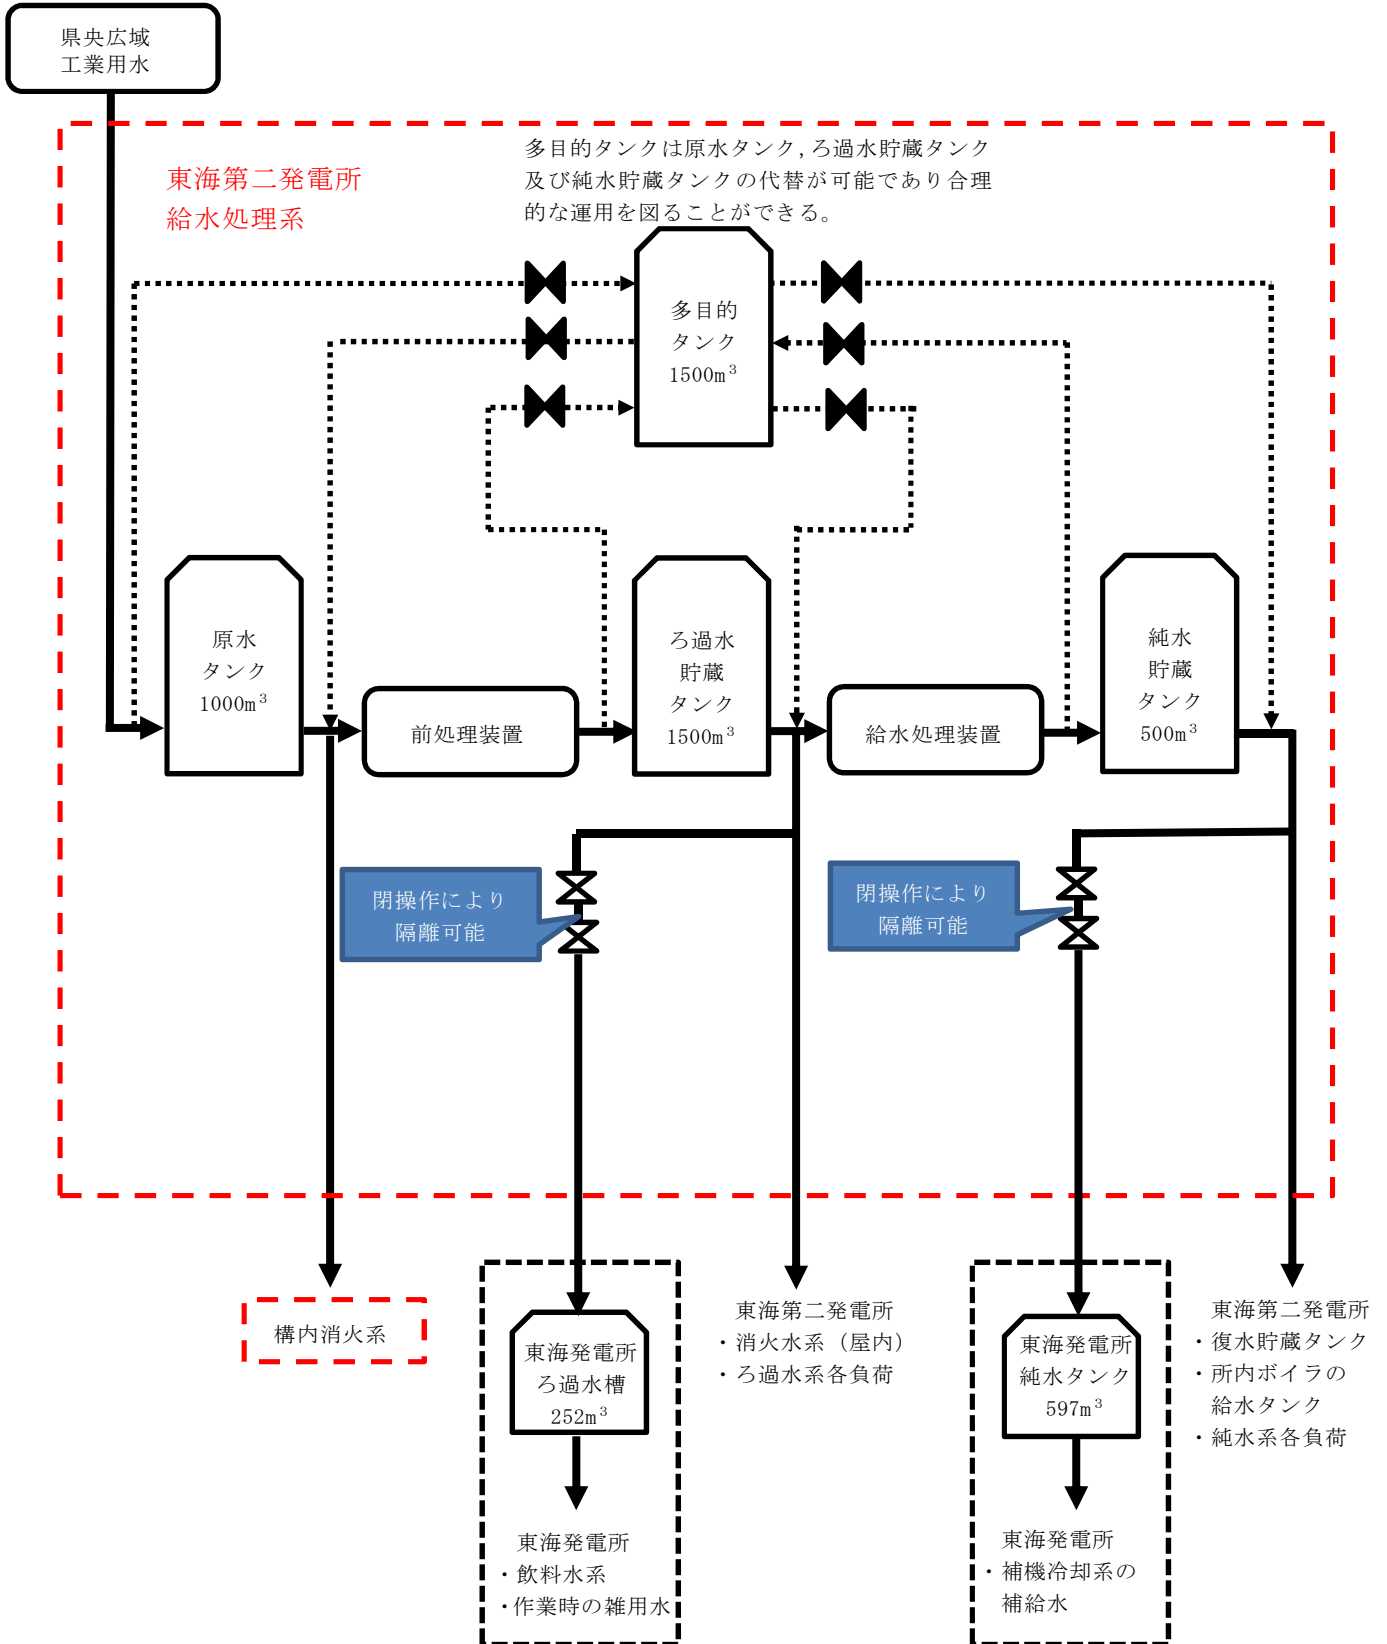 県央広域
工業用水
東海第二発電所
給水処理系
多目的タンクは原水タンク,ろ過水貯蔵タンク
及び純水貯蔵タンクの代替が可能であり合理
的な運用を図ることができる。
多目的
タンク
1500m³
原水
タンク
1000m³
前処理装置
ろ過水
貯蔵
タンク
1500m³
給水処理装置
純水
貯蔵
タンク
500m³
閉操作により
隔離可能
閉操作により
隔離可能
構内消火系
東海発電所
ろ過水槽
252m³
東海発電所
・飲料水系
・作業時の雑用水
東海第二発電所
・消火水系（屋内）
・ろ過水系各負荷
東海発電所
純水タンク
597m³
東海発電所
・補機冷却系の
補給水
東海第二発電所
・復水貯蔵タンク
・所内ボイラの
給水タンク
・純水系各負荷